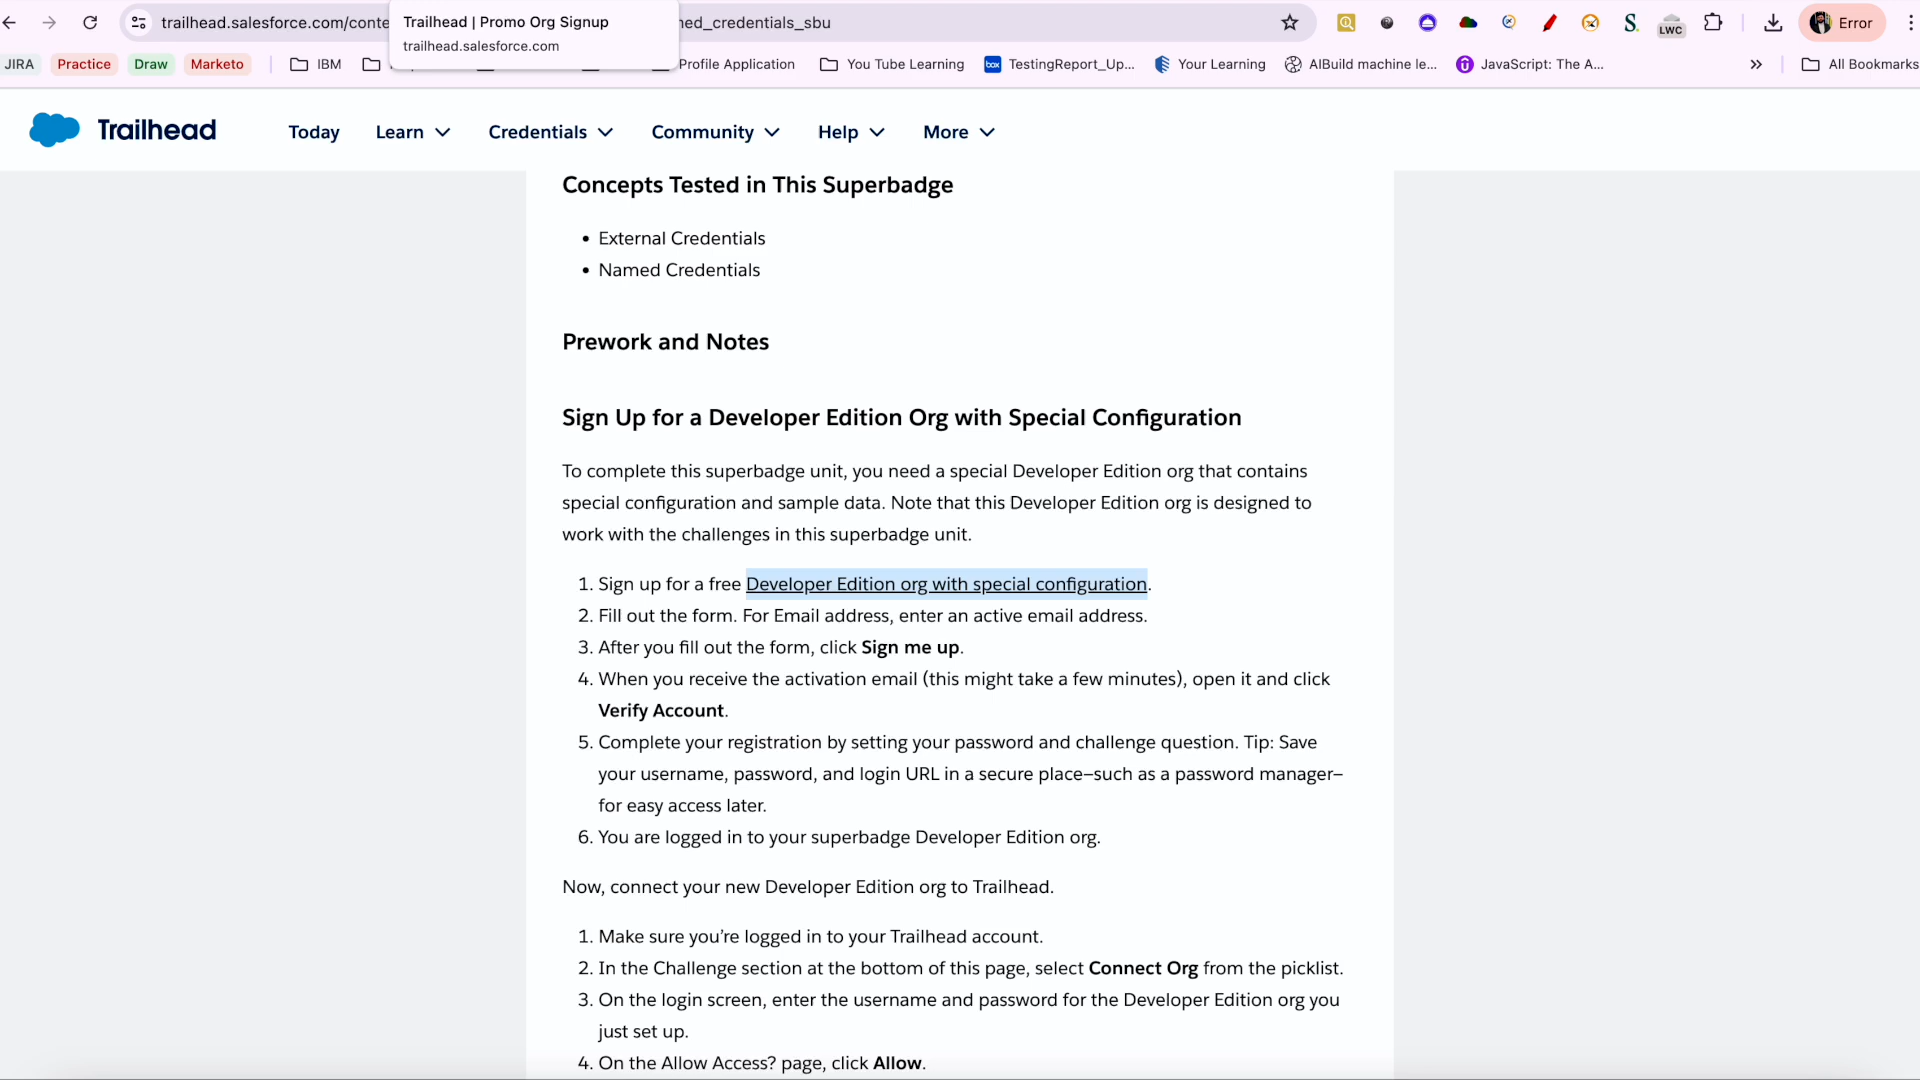 trailhead.salesforce.com/conte
Trailhead | Promo Org Signup
trailhead.salesforce.com
ned_credentials_sbu
LWC
Error
JIRA
Practice
Draw
Marketo
IBM
Profile Application
You Tube Learning
box
TestingReport_Up...
Your Learning
AIBuild machine le...
JavaScript: The A...
All Bookmarks
Trailhead
Today
Learn
Credentials
Community
Help
More
Concepts Tested in This Superbadge
• External Credentials
• Named Credentials
Prework and Notes
Sign Up for a Developer Edition Org with Special Configuration
To complete this superbadge unit, you need a special Developer Edition org that contains
special configuration and sample data. Note that this Developer Edition org is designed to
work with the challenges in this superbadge unit.
1. Sign up for a free Developer Edition org with special configuration.
2. Fill out the form. For Email address, enter an active email address.
3. After you fill out the form, click Sign me up.
4. When you receive the activation email (this might take a few minutes), open it and click
Verify Account.
5. Complete your registration by setting your password and challenge question. Tip: Save
your username, password, and login URL in a secure place–such as a password manager–
for easy access later.
6. You are logged in to your superbadge Developer Edition org.
Now, connect your new Developer Edition org to Trailhead.
1. Make sure you’re logged in to your Trailhead account.
2. In the Challenge section at the bottom of this page, select Connect Org from the picklist.
3. On the login screen, enter the username and password for the Developer Edition org you
just set up.
4. On the Allow Access? page, click Allow.